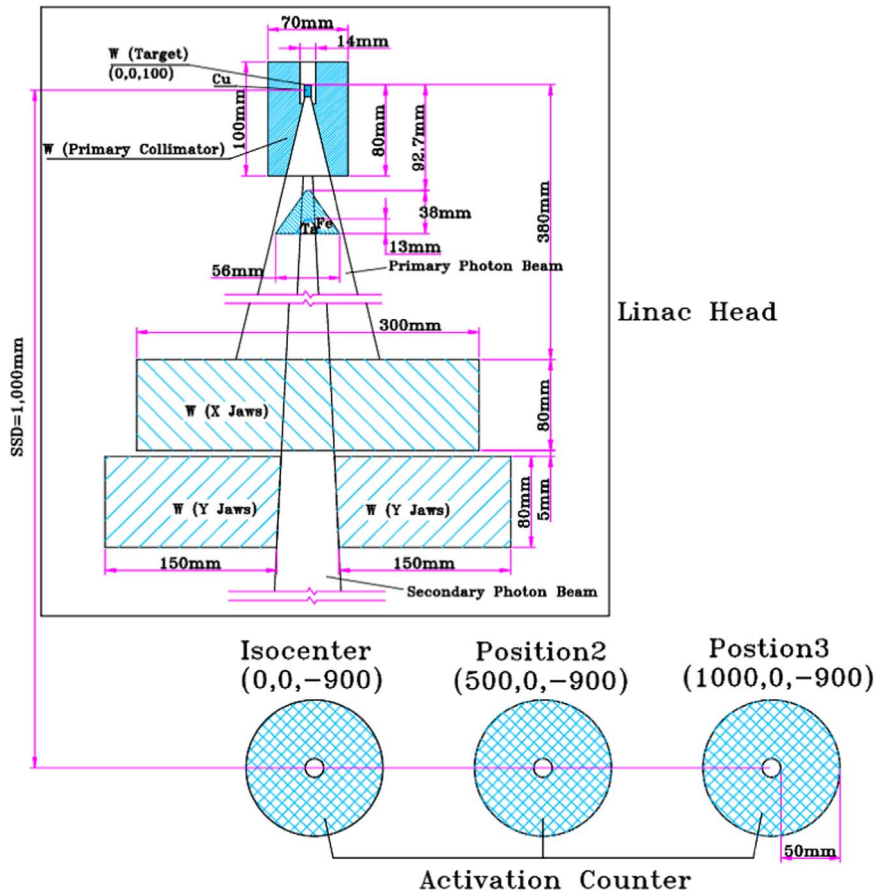 70mm
14mm
W (Target)
(0,0,100)
Cu
100mm
W (Primary Collimator)
80mm
92.7mm
380mm
38mm
Ta
Fe
13mm
56mm
Primary Photon Beam
Linac Head
300mm
SSD=1,000mm
W (X Jaws)
80mm
W (Y Jaws)
W (Y Jaws)
80mm
5mm
150mm
150mm
Secondary Photon Beam
Isocenter
(0,0,-900)
Position2
(500,0,-900)
Postion3
(1000,0,-900)
50mm
Activation Counter